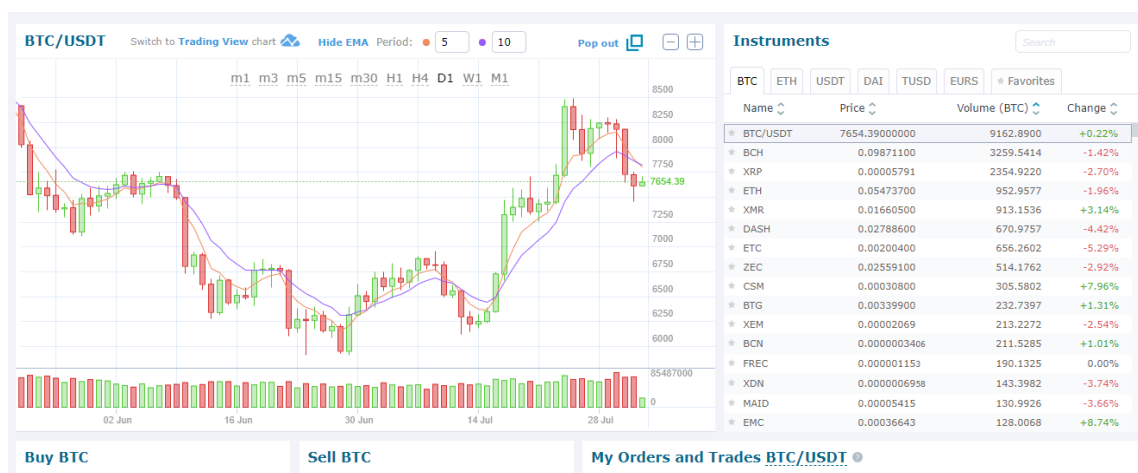 BTC/USDT Switch to Trading View chart Hide EMA Period: 5 10 Pop out
m1 m3 m5 m15 m30 H1 H4 D1 W1 M1
8500
8250
8000
7750
7654.39
7250
7000
6750
6500
6250
6000
85487000
0
02 Jun 16 Jun 30 Jun 14 Jul 28 Jul
Instruments Search
BTC ETH USDT DAI TUSD EURS Favorites
Name Price Volume (BTC) Change
BTC/USDT 7654.39000000 9162.8900 +0.22%
BCH 0.09871100 3259.5414 -1.42%
XRP 0.00005791 2354.9220 -2.70%
ETH 0.05473700 952.9577 -1.96%
XMR 0.01660500 913.1536 +3.14%
DASH 0.02788600 670.9757 -4.42%
ETC 0.00200400 656.2602 -5.29%
ZEC 0.02559100 514.1762 -2.92%
CSM 0.00030800 305.5802 +7.96%
BTG 0.00339900 232.7397 +1.31%
XEM 0.00002069 213.2272 -2.54%
BCN 0.0000003406 211.5285 +1.01%
FREC 0.000001153 190.1325 0.00%
XDN 0.0000006958 143.3982 -3.74%
MAID 0.00005415 130.9926 -3.66%
EMC 0.00036643 128.0068 +8.74%
Buy BTC
Sell BTC
My Orders and Trades BTC/USDT